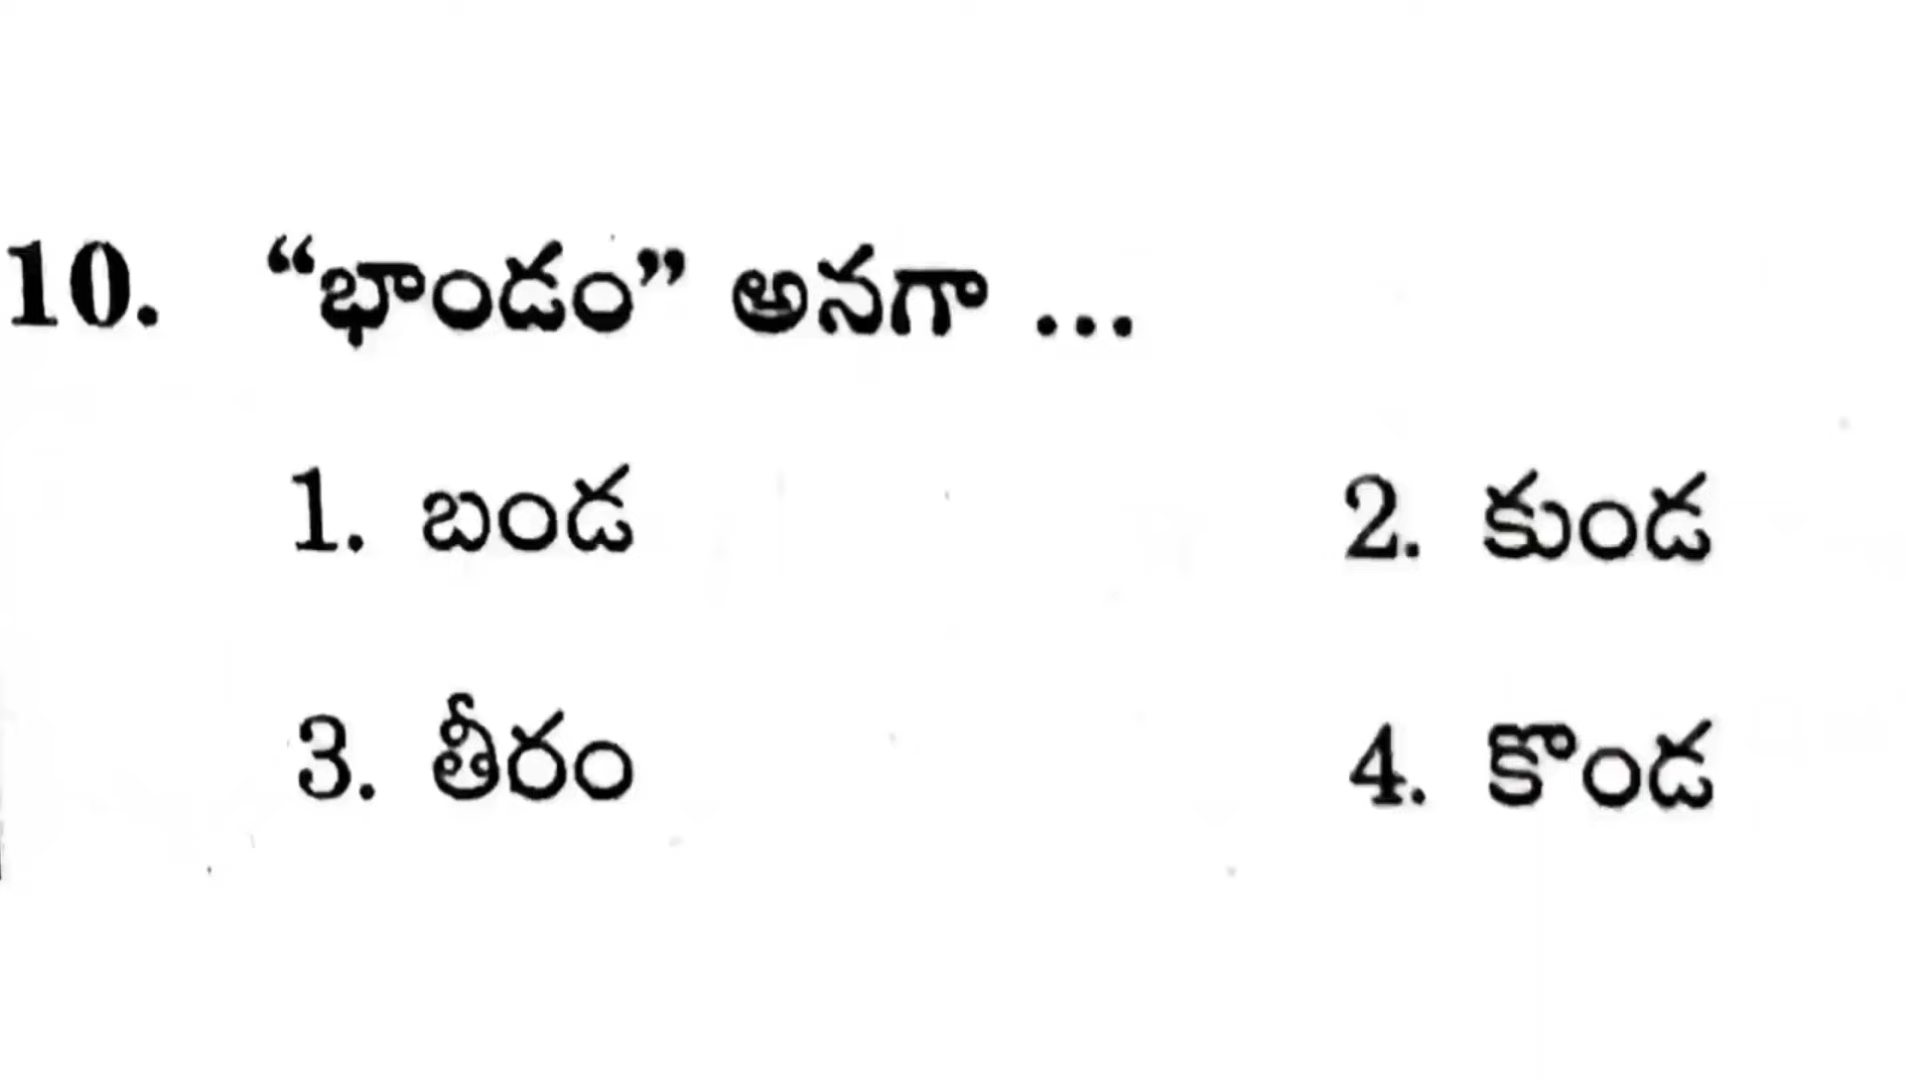 10. “భాండం” అనగా ...
1. బండ 2. కుండ
3. తీరం 4. కొండ